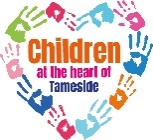 Children
at the heart of
Tameside